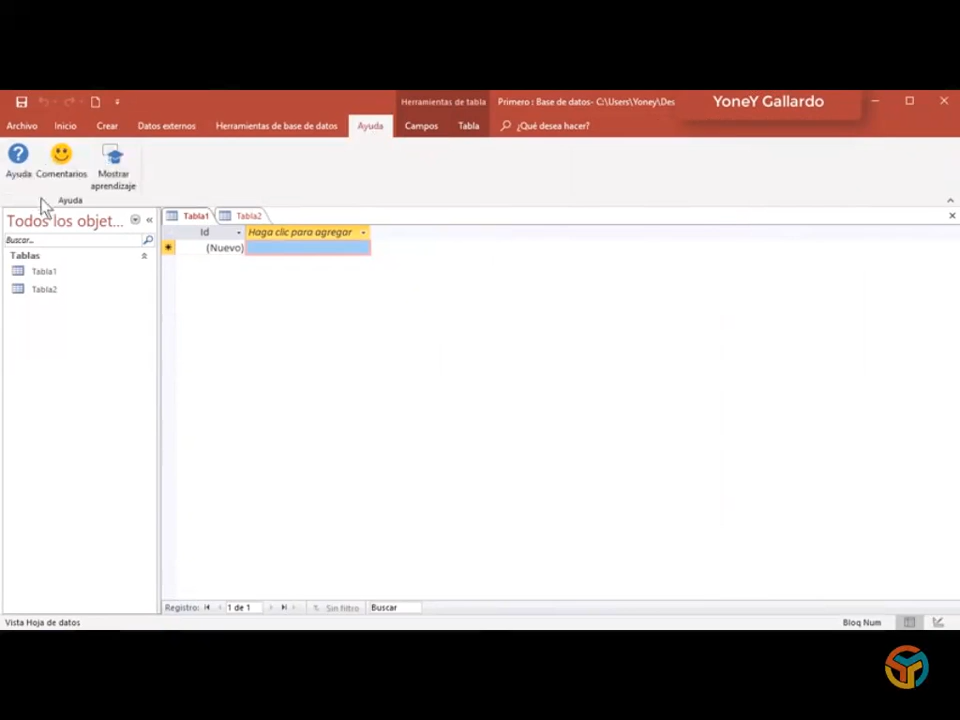 Herramientas de tabla
Primero : Base de datos- C:\Users\Yoney\Des
YoneY Gallardo
Archivo
Inicio
Crear
Datos externos
Herramientas de base de datos
Ayuda
Campos
Tabla
¿Qué desea hacer?
Ayuda
Comentarios
Mostrar
aprendizaje
Ayuda
Todos los objet...
Buscar...
Tablas
Tabla1
Tabla2
Tabla1
Tabla2
Id
Haga clic para agregar
(Nuevo)
Registro:
1 de 1
Sin filtro
Buscar
Vista Hoja de datos
Bloq Num